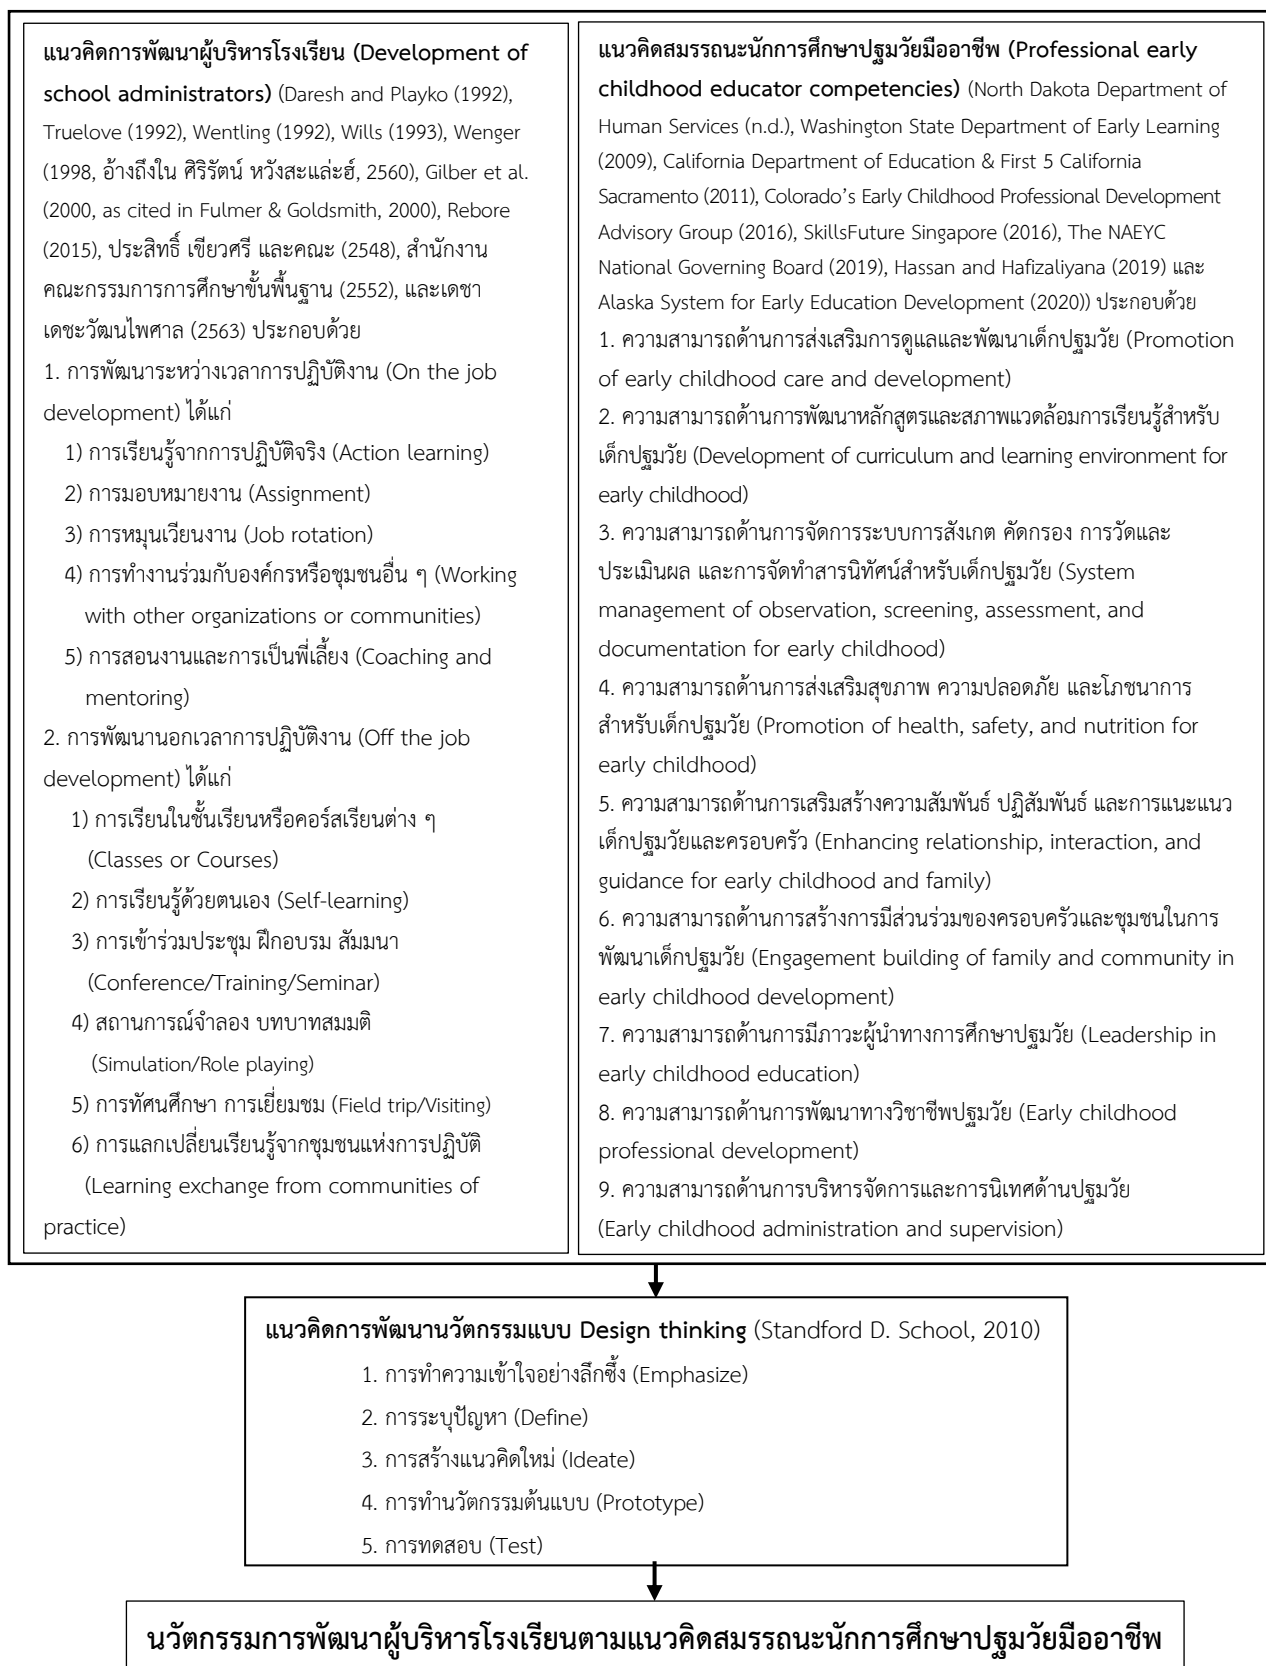 แนวคิดการพัฒนาผู้บริหารโรงเรียน (Development of
school administrators) (Daresh and Playko (1992),
Truelove (1992), Wentling (1992), Wills (1993), Wenger
(1998, อ้างถึงใน ศิริรัตน์ หวังสะแล่ะฮ์, 2560), Gilber et al.
(2000, as cited in Fulmer & Goldsmith, 2000), Rebore
(2015), ประสิทธิ์ เขียวศรี และคณะ (2548), สำนักงาน
คณะกรรมการการศึกษาขั้นพื้นฐาน (2552), และเดชา
เดชะวัฒนไพศาล (2563) ประกอบด้วย
1. การพัฒนาระหว่างเวลาการปฏิบัติงาน (On the job
development) ได้แก่
1) การเรียนรู้จากการปฏิบัติจริง (Action learning)
2) การมอบหมายงาน (Assignment)
3) การหมุนเวียนงาน (Job rotation)
4) การทำงานร่วมกับองค์กรหรือชุมชนอื่น ๆ (Working
with other organizations or communities)
5) การสอนงานและการเป็นพี่เลี้ยง (Coaching and
mentoring)
2. การพัฒนานอกเวลาการปฏิบัติงาน (Off the job
development) ได้แก่
1) การเรียนในชั้นเรียนหรือคอร์สเรียนต่าง ๆ
(Classes or Courses)
2) การเรียนรู้ด้วยตนเอง (Self-learning)
3) การเข้าร่วมประชุม ฝึกอบรม สัมมนา
(Conference/Training/Seminar)
4) สถานการณ์จำลอง บทบาทสมมติ
(Simulation/Role playing)
5) การทัศนศึกษา การเยี่ยมชม (Field trip/Visiting)
6) การแลกเปลี่ยนเรียนรู้จากชุมชนแห่งการปฏิบัติ
(Learning exchange from communities of
practice)
แนวคิดสมรรถนะนักการศึกษาปฐมวัยมืออาชีพ (Professional early
childhood educator competencies) (North Dakota Department of
Human Services (n.d.), Washington State Department of Early Learning
(2009), California Department of Education & First 5 California
Sacramento (2011), Colorado’s Early Childhood Professional Development
Advisory Group (2016), SkillsFuture Singapore (2016), The NAEYC
National Governing Board (2019), Hassan and Hafizaliyana (2019) และ
Alaska System for Early Education Development (2020)) ประกอบด้วย
1. ความสามารถด้านการส่งเสริมการดูแลและพัฒนาเด็กปฐมวัย (Promotion
of early childhood care and development)
2. ความสามารถด้านการพัฒนาหลักสูตรและสภาพแวดล้อมการเรียนรู้สำหรับ
เด็กปฐมวัย (Development of curriculum and learning environment for
early childhood)
3. ความสามารถด้านการจัดการระบบการสังเกต คัดกรอง การวัดและ
ประเมินผล และการจัดทำสารนิทัศน์สำหรับเด็กปฐมวัย (System
management of observation, screening, assessment, and
documentation for early childhood)
4. ความสามารถด้านการส่งเสริมสุขภาพ ความปลอดภัย และโภชนาการ
สำหรับเด็กปฐมวัย (Promotion of health, safety, and nutrition for
early childhood)
5. ความสามารถด้านการเสริมสร้างความสัมพันธ์ ปฏิสัมพันธ์ และการแนะแนว
เด็กปฐมวัยและครอบครัว (Enhancing relationship, interaction, and
guidance for early childhood and family)
6. ความสามารถด้านการสร้างการมีส่วนร่วมของครอบครัวและชุมชนในการ
พัฒนาเด็กปฐมวัย (Engagement building of family and community in
early childhood development)
7. ความสามารถด้านการมีภาวะผู้นำทางการศึกษาปฐมวัย (Leadership in
early childhood education)
8. ความสามารถด้านการพัฒนาทางวิชาชีพปฐมวัย (Early childhood
professional development)
9. ความสามารถด้านการบริหารจัดการและการนิเทศด้านปฐมวัย
(Early childhood administration and supervision)
แนวคิดการพัฒนานวัตกรรมแบบ Design thinking (Standford D. School, 2010)
1. การทำความเข้าใจอย่างลึกซึ้ง (Emphasize)
2. การระบุปัญหา (Define)
3. การสร้างแนวคิดใหม่ (Ideate)
4. การทำนวัตกรรมต้นแบบ (Prototype)
5. การทดสอบ (Test)
นวัตกรรมการพัฒนาผู้บริหารโรงเรียนตามแนวคิดสมรรถนะนักการศึกษาปฐมวัยมืออาชีพ